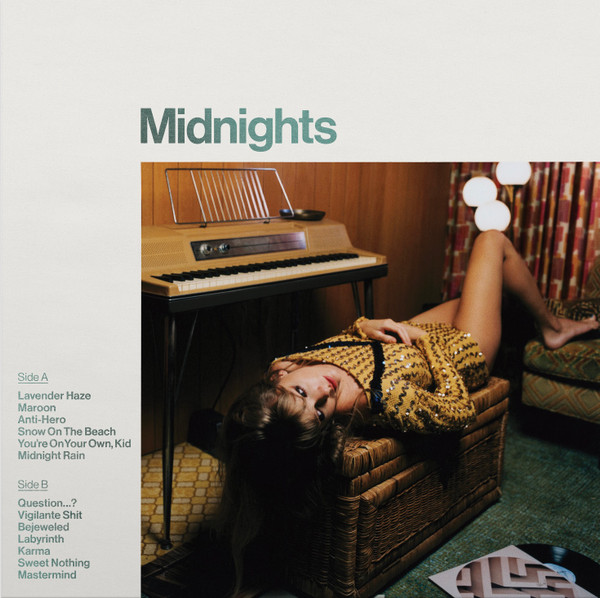 Midnights
Side A
Lavender Haze
Maroon
Anti-Hero
Snow On The Beach
You're On Your Own, Kid
Midnight Rain
Side B
Question...?
Vigilante Shit
Bejeweled
Labyrinth
Karma
Sweet Nothing
Mastermind